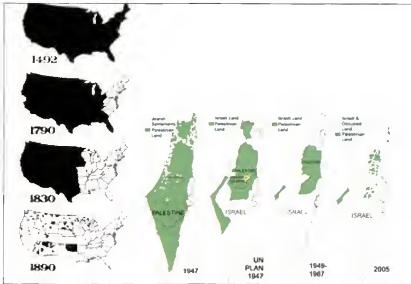 1492
1790
1830
1890
Jewish
Settlements
Palestinian
Land
Israeli Land
Palestinian
Land
Israeli Land
Palestinian
Land
Israeli &
Occupied
Land
Palestinian
Land
PALESTINE
ISRAEL
ISRAEL
ISRAEL
1947
UN
PLAN
1947
1949-
1967
2005